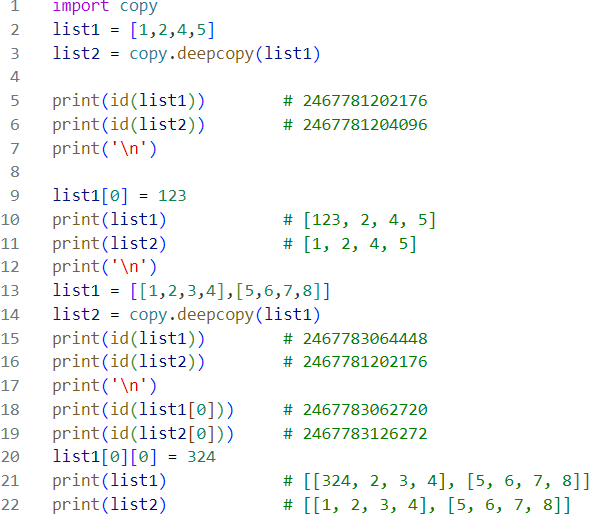 1 import copy
2 list1 = [1,2,4,5]
3 list2 = copy.deepcopy(list1)
4
5 print(id(list1)) # 2467781202176
6 print(id(list2)) # 2467781204096
7 print('\n')
8
9 list1[0] = 123
10 print(list1) # [123, 2, 4, 5]
11 print(list2) # [1, 2, 4, 5]
12 print('\n')
13 list1 = [[1,2,3,4],[5,6,7,8]]
14 list2 = copy.deepcopy(list1)
15 print(id(list1)) # 2467783064448
16 print(id(list2)) # 2467781202176
17 print('\n')
18 print(id(list1[0])) # 2467783062720
19 print(id(list2[0])) # 2467783126272
20 list1[0][0] = 324
21 print(list1) # [[324, 2, 3, 4], [5, 6, 7, 8]]
22 print(list2) # [[1, 2, 3, 4], [5, 6, 7, 8]]